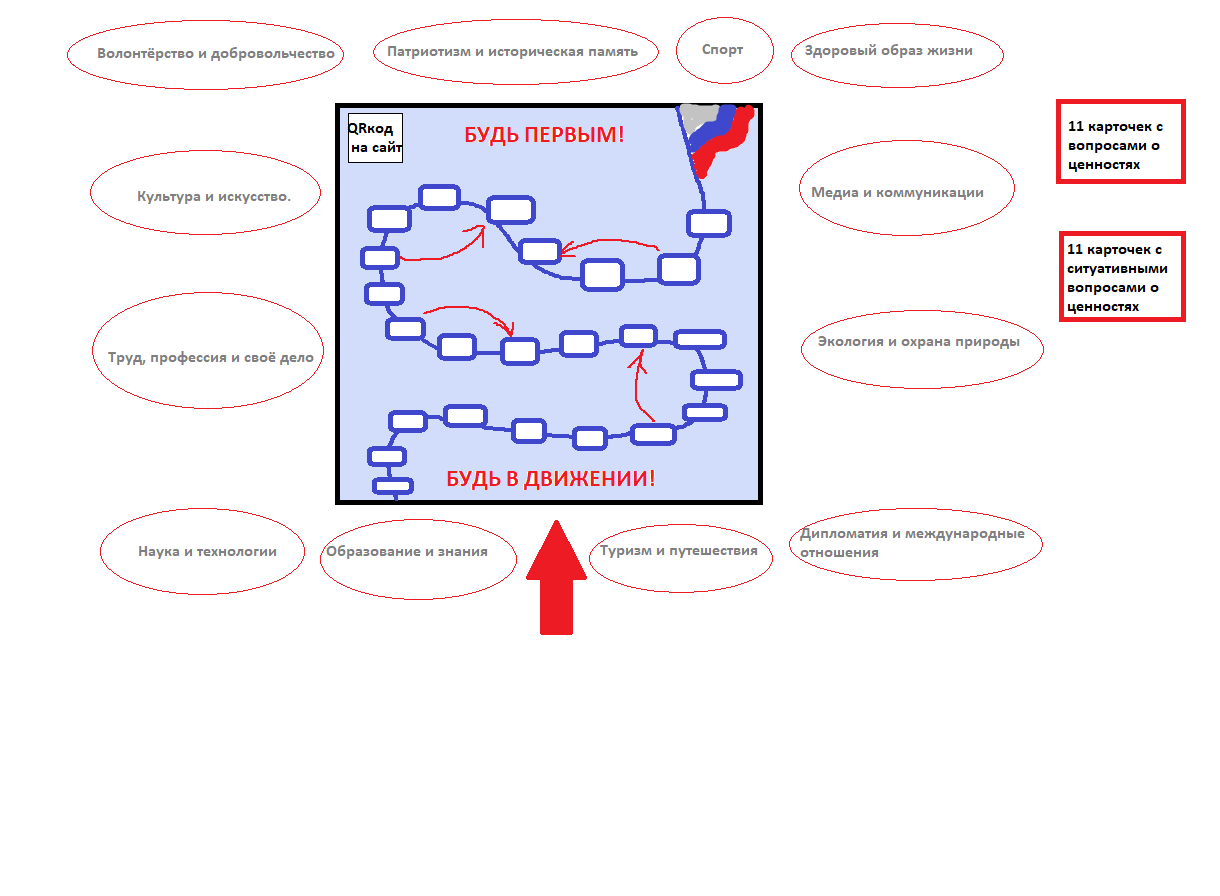 Волонтёрство и добровольчество
Патриотизм и историческая память
Спорт
Здоровый образ жизни
QRкод
на сайт
БУДЬ ПЕРВЫМ!
11 карточек с
вопросами о
ценностях
Культура и искусство.
Медиа и коммуникации
11 карточек с
ситуативными
вопросами о
ценностях
Труд, профессия и своё дело
Экология и охрана природы
БУДЬ В ДВИЖЕНИИ!
Наука и технологии
Образование и знания
Туризм и путешествия
Дипломатия и международные
отношения